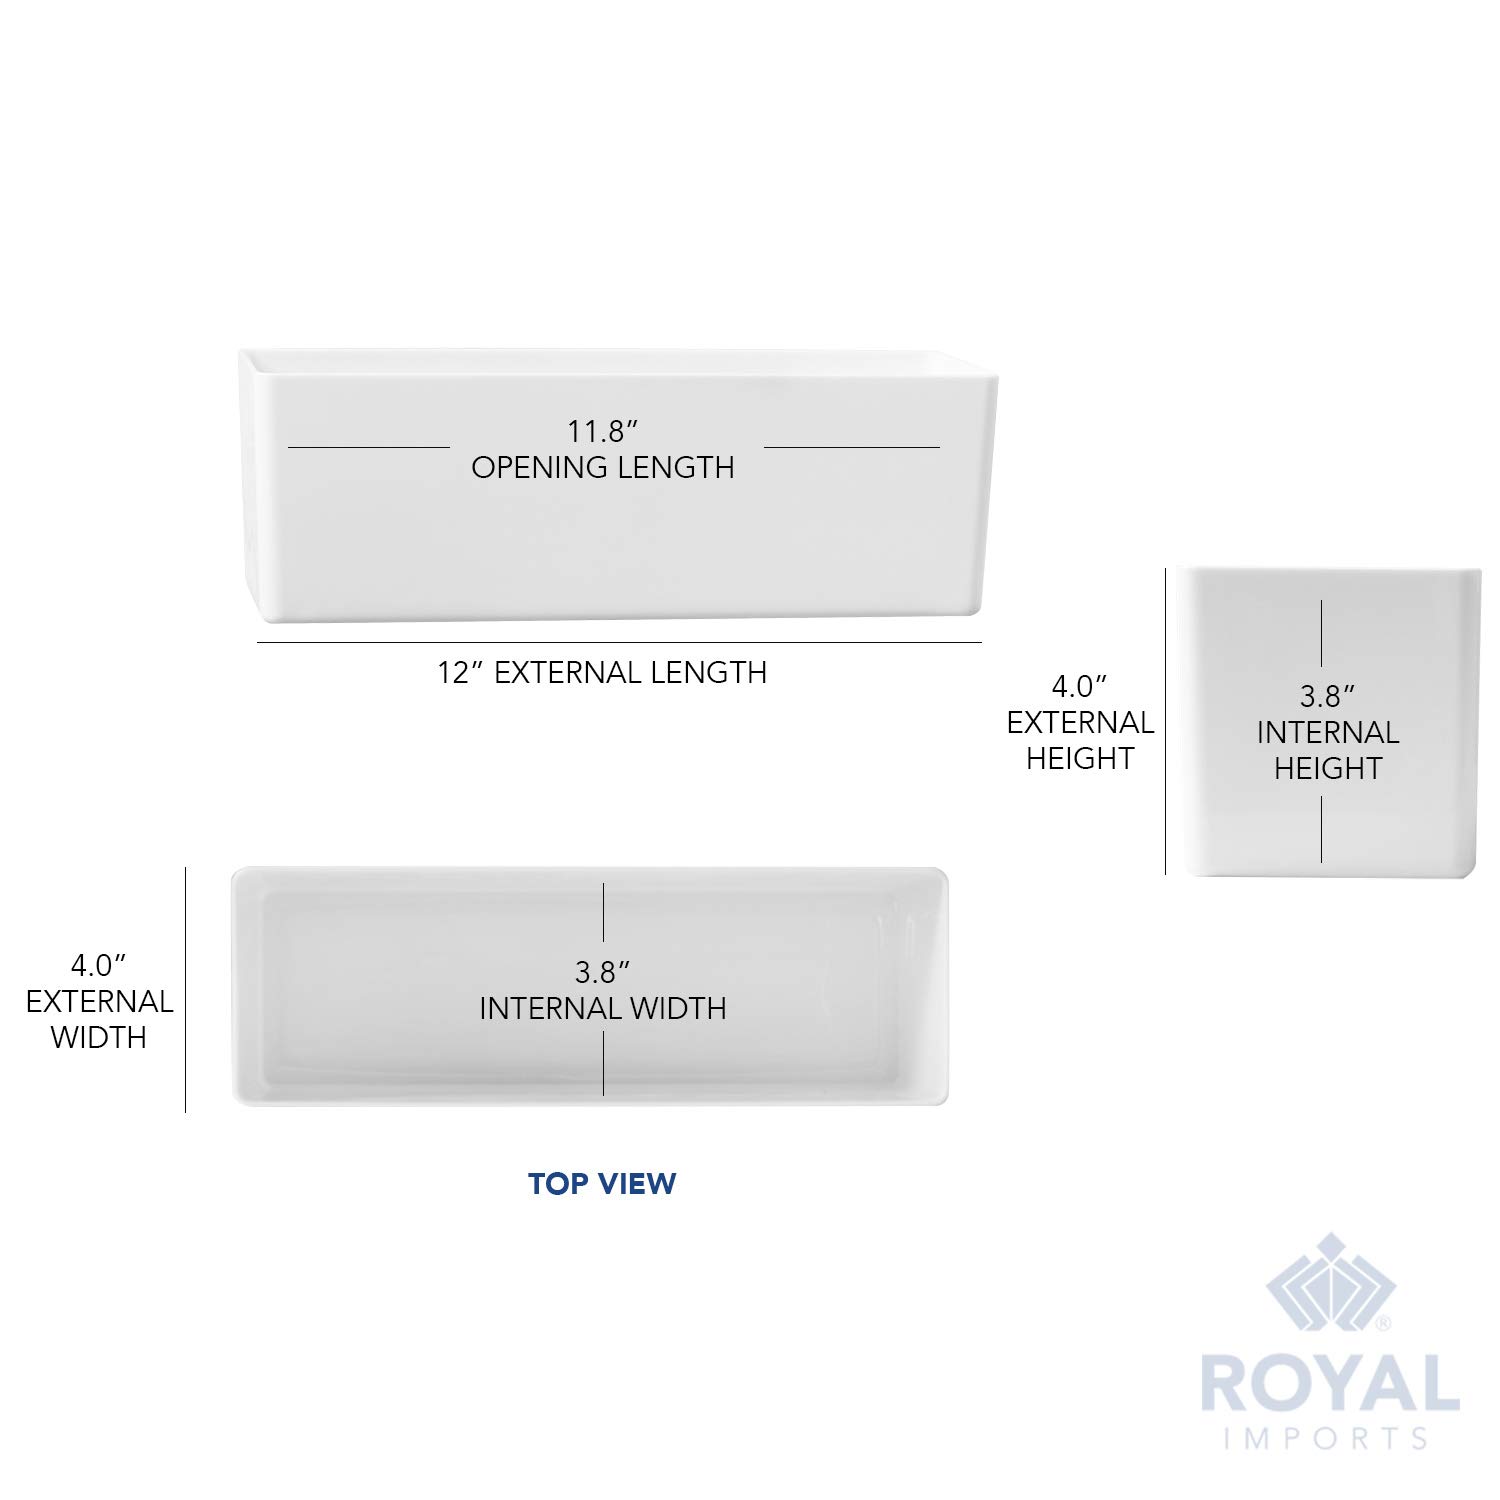 11.8”
OPENING LENGTH
12” EXTERNAL LENGTH
4.0”
EXTERNAL
HEIGHT
3.8”
INTERNAL
HEIGHT
4.0”
EXTERNAL
WIDTH
3.8”
INTERNAL WIDTH
TOP VIEW
®
ROYAL
IMPORTS